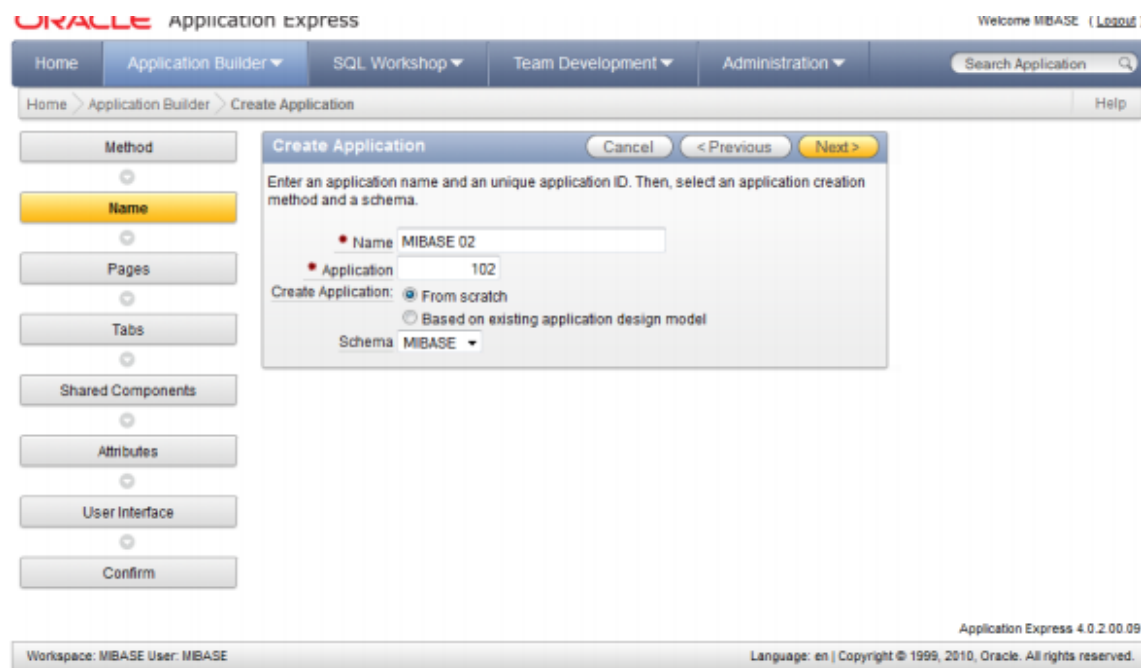 ORACLE Application Express
Welcome MIBASE ( Logout )
Home Application Builder SQL Workshop Team Development Administration Search Application
Home Application Builder Create Application Help
Method
Name
Pages
Tabs
Shared Components
Attributes
User Interface
Confirm
Create Application Cancel < Previous Next >
Enter an application name and an unique application ID. Then, select an application creation
method and a schema.
Name MIBASE 02
Application 102
Create Application: From scratch
Based on existing application design model
Schema MIBASE
Application Express 4.0.2.00.09
Workspace: MIBASE User: MIBASE
Language: en | Copyright © 1999, 2010, Oracle. All rights reserved.